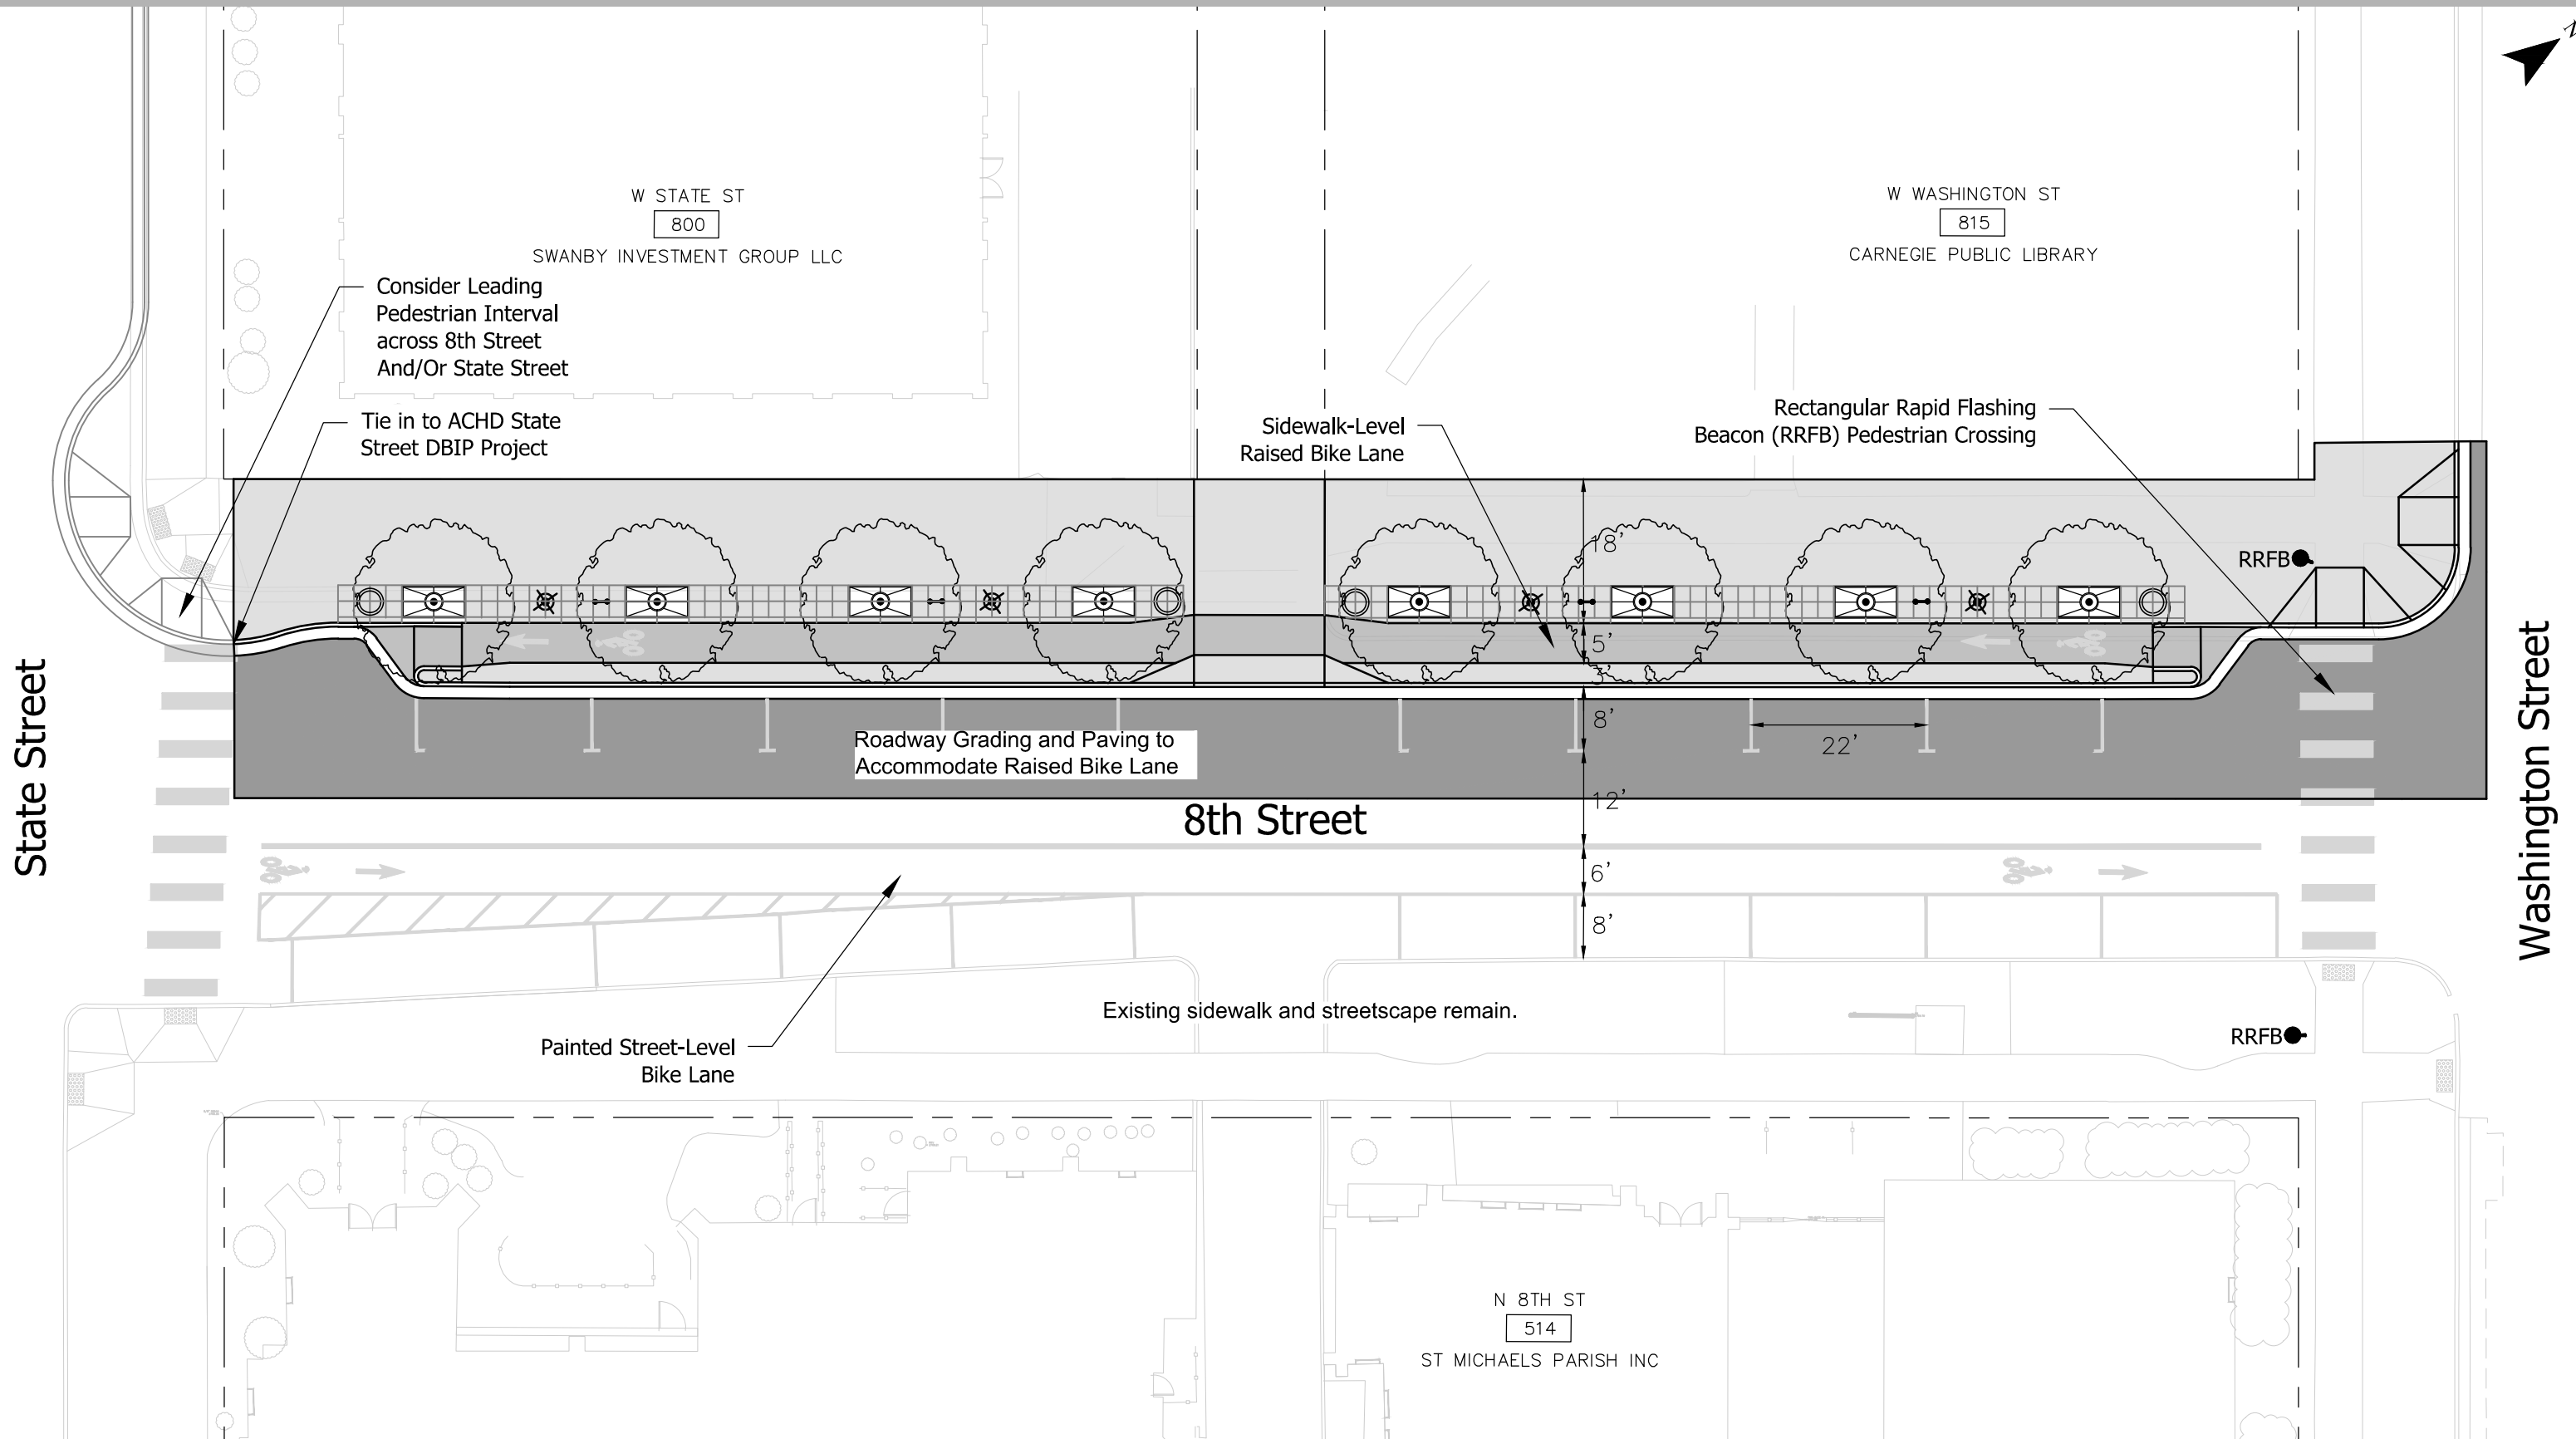 W STATE ST
800
SWANBY INVESTMENT GROUP LLC
W WASHINGTON ST
815
CARNEGIE PUBLIC LIBRARY
Consider Leading
Pedestrian Interval
across 8th Street
And/Or State Street
Tie in to ACHD State
Street DBIP Project
Sidewalk-Level
Raised Bike Lane
Rectangular Rapid Flashing
Beacon (RRFB) Pedestrian Crossing
18'
RRFB
5'
3'
8'
22'
Roadway Grading and Paving to
Accommodate Raised Bike Lane
12'
8th Street
State Street
Washington Street
6'
8'
Existing sidewalk and streetscape remain.
Painted Street-Level
Bike Lane
RRFB
N 8TH ST
514
ST MICHAELS PARISH INC